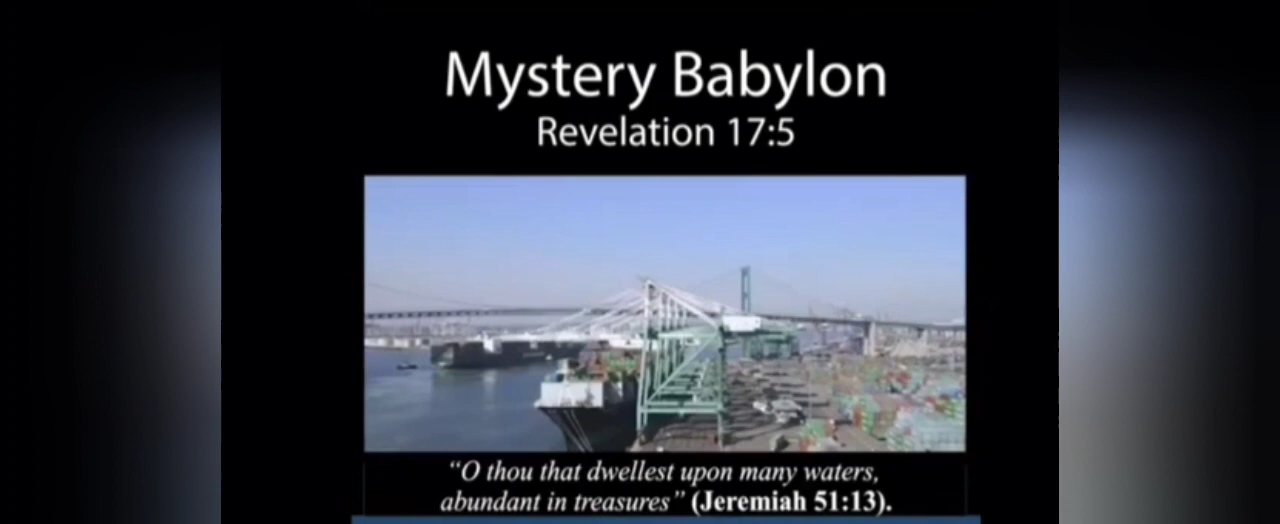 Mystery Babylon
Revelation 17:5
“O thou that dwellest upon many waters,
abundant in treasures” (Jeremiah 51:13).